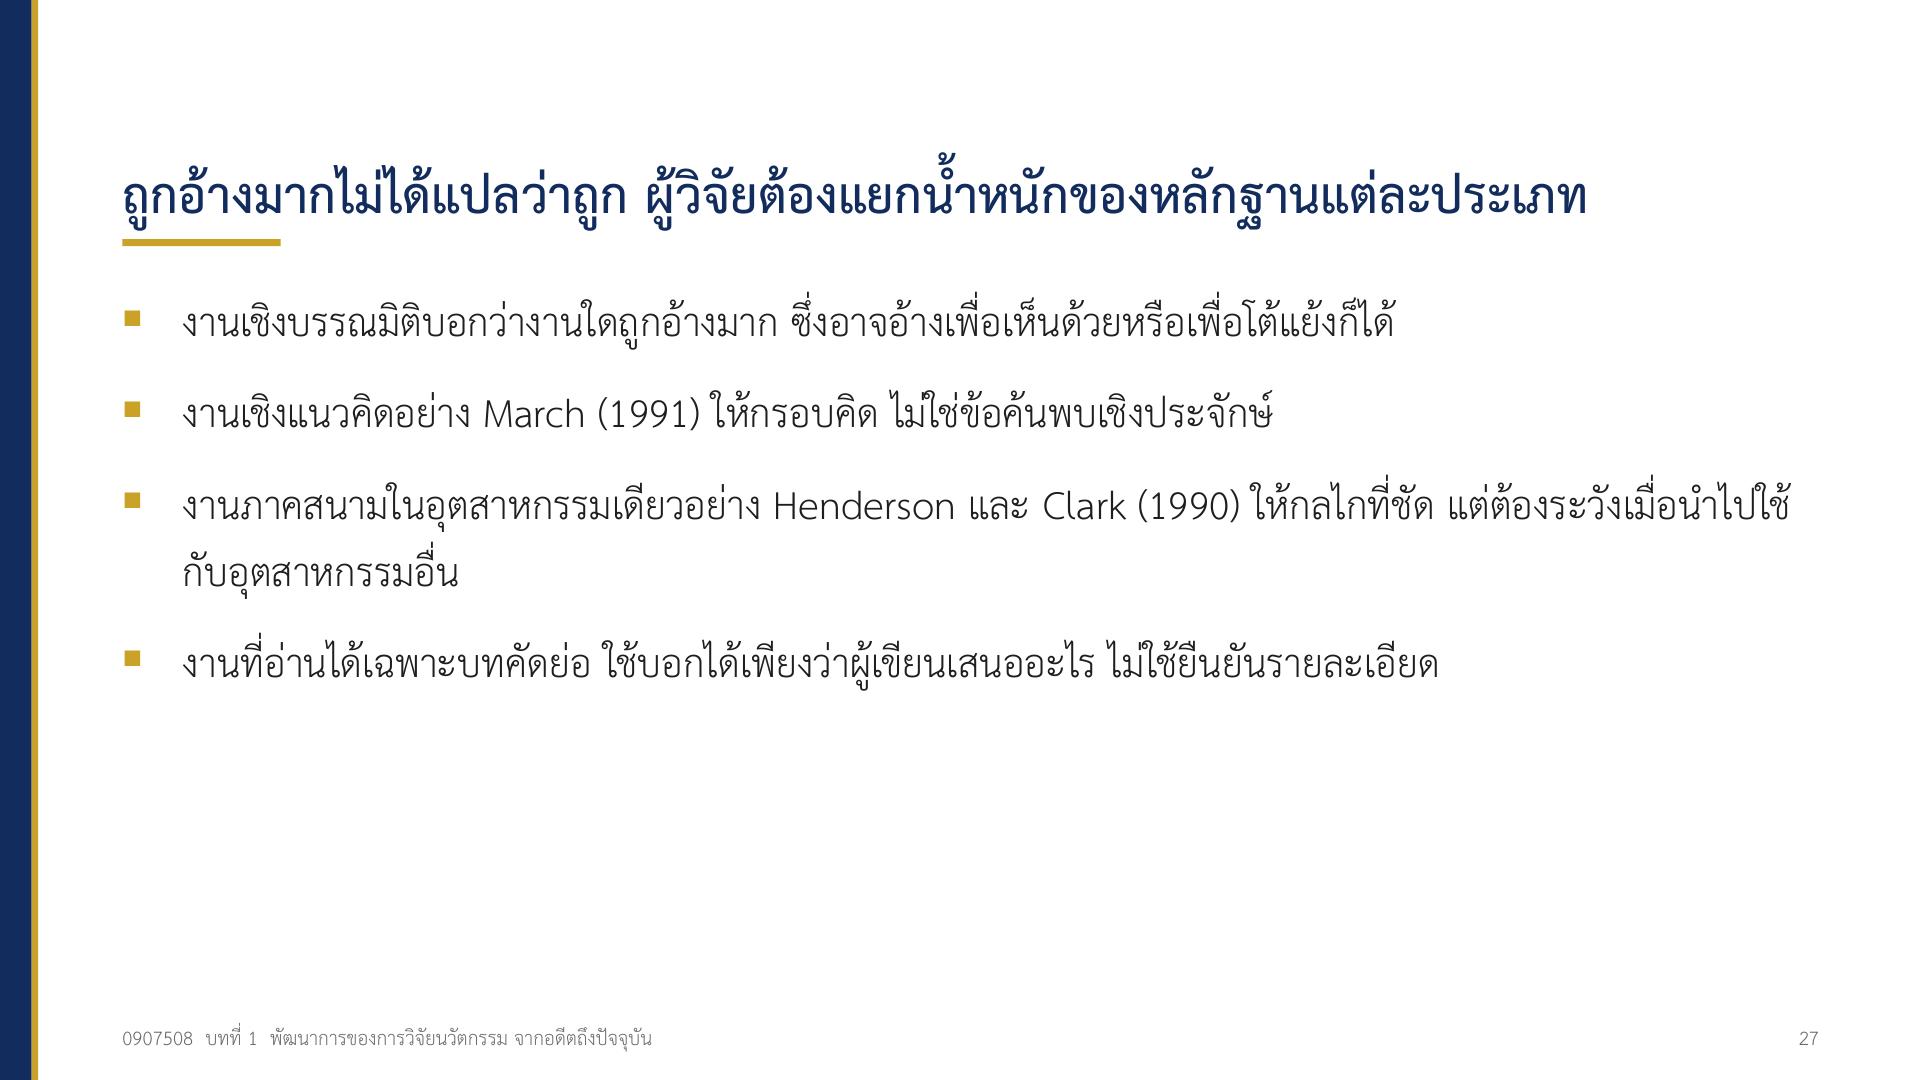 ถูกอ้างมากไม่ได้แปลว่าถูก ผู้วิจัยต้องแยกน้ำหนักของหลักฐานแต่ละประเภท
งานเชิงบรรณมิติบอกว่างานใดถูกอ้างมาก ซึ่งอาจอ้างเพื่อเห็นด้วยหรือเพื่อโต้แย้งก็ได้
งานเชิงแนวคิดอย่าง March (1991) ให้กรอบคิด ไม่ใช่ข้อค้นพบเชิงประจักษ์
งานภาคสนามในอุตสาหกรรมเดียวอย่าง Henderson และ Clark (1990) ให้กลไกที่ชัด แต่ต้องระวังเมื่อนำไปใช้
กับอุตสาหกรรมอื่น
งานที่อ่านได้เฉพาะบทคัดย่อ ใช้บอกได้เพียงว่าผู้เขียนเสนออะไร ไม่ใช้ยืนยันรายละเอียด
0907508 บทที่ 1 พัฒนาการของการวิจัยนวัตกรรม จากอดีตถึงปัจจุบัน
27